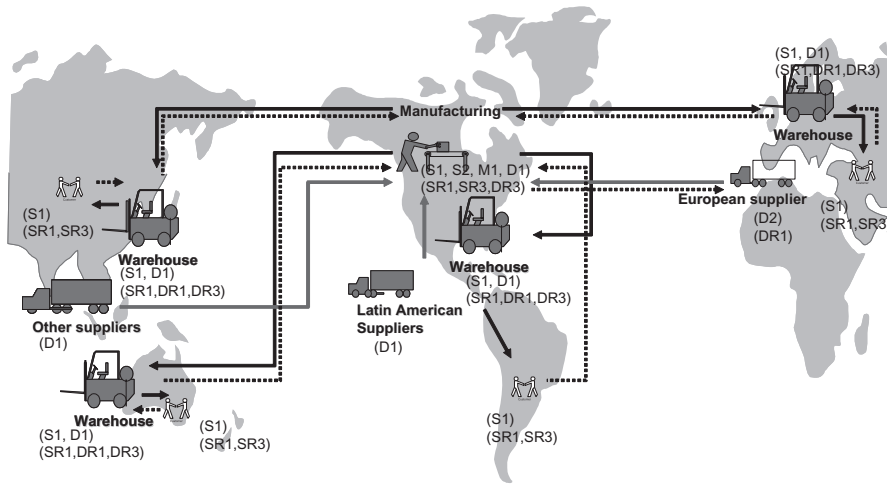 (S1, D1)
(SR1,DR1,DR3)
Manufacturing
Warehouse
(S1, S2, M1, D1)
(SR1,SR3,DR3)
European supplier
(D2)
(DR1)
(S1)
(SR1,SR3
Customer
(S1)
(SR1,SR3)
Warehouse
(S1, D1)
(SR1,DR1,DR3)
Warehouse
(S1, D1)
(SR1,DR1,DR3)
Other suppliers
(D1)
Latin American
Suppliers
(D1)
Customer
(S1)
(SR1,SR3)
Warehouse
(S1, D1)
(SR1,DR1,DR3)
(S1)
(SR1,SR3)